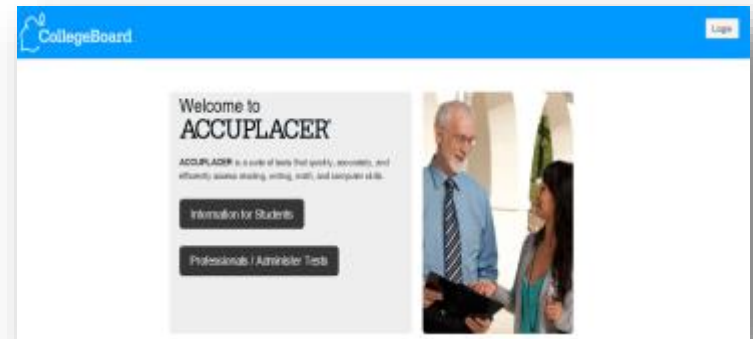 CollegeBoard
Login
Welcome to
ACCUPLACER®
ACCUPLACER is a suite of tests that quickly, accurately, and
efficiently assess reading, writing, math, and computer skills.
Information for Students
Professionals / Administer Tests